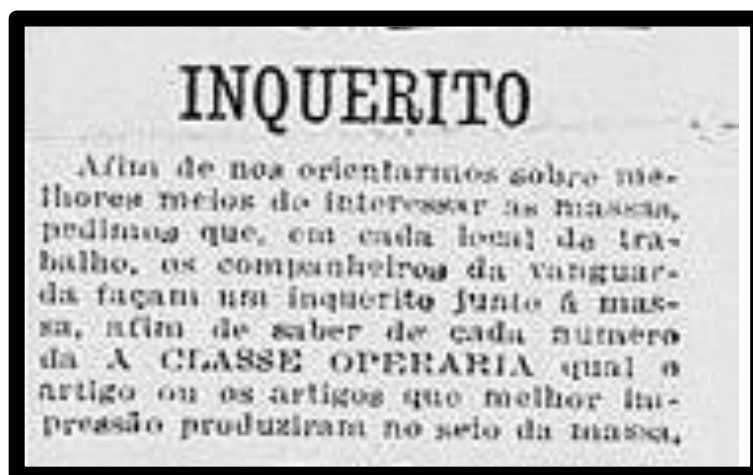 INQUERITO
Afim de nos orientarmos sobre me-
lhores meios de interessar as massas,
pedimos que, em cada local de tra-
balho, os companheiros da vanguar-
da façam um inquerito junto á mas-
sa, afim de saber de cada numero
da A CLASSE OPERARIA qual o
artigo ou os artigos que melhor im-
pressão produziram no seio da massa.